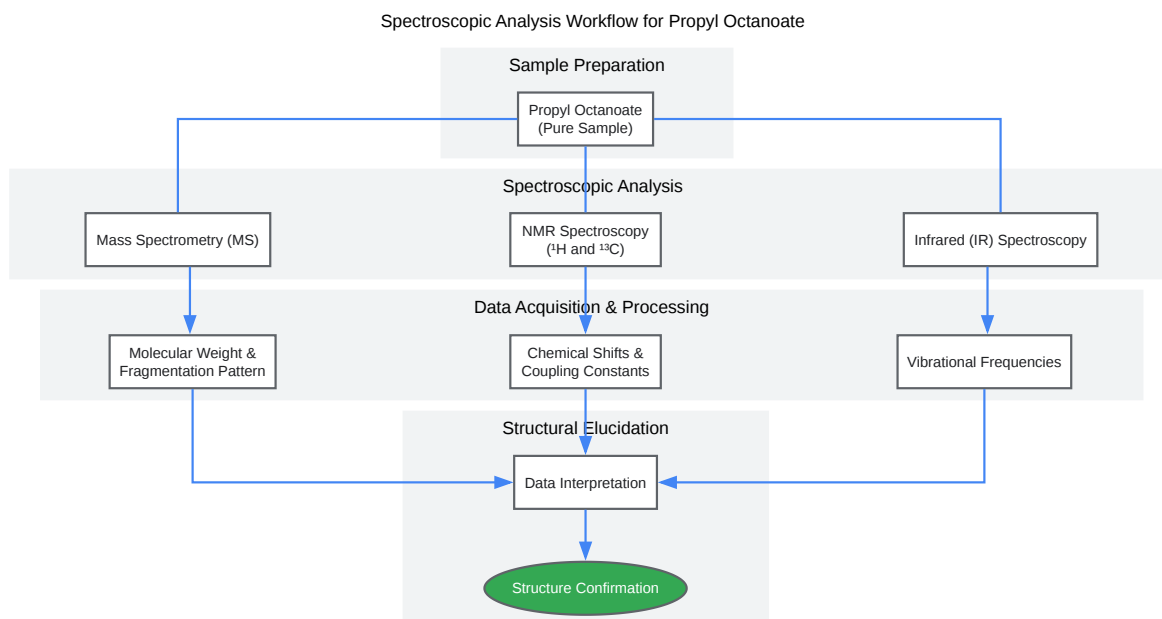 Spectroscopic Analysis Workflow for Propyl Octanoate
Sample Preparation
Propyl Octanoate
(Pure Sample)
Spectroscopic Analysis
Mass Spectrometry (MS)
NMR Spectroscopy
(¹H and ¹³C)
Infrared (IR) Spectroscopy
Data Acquisition & Processing
Molecular Weight &
Fragmentation Pattern
Chemical Shifts &
Coupling Constants
Vibrational Frequencies
Structural Elucidation
Data Interpretation
Structure Confirmation